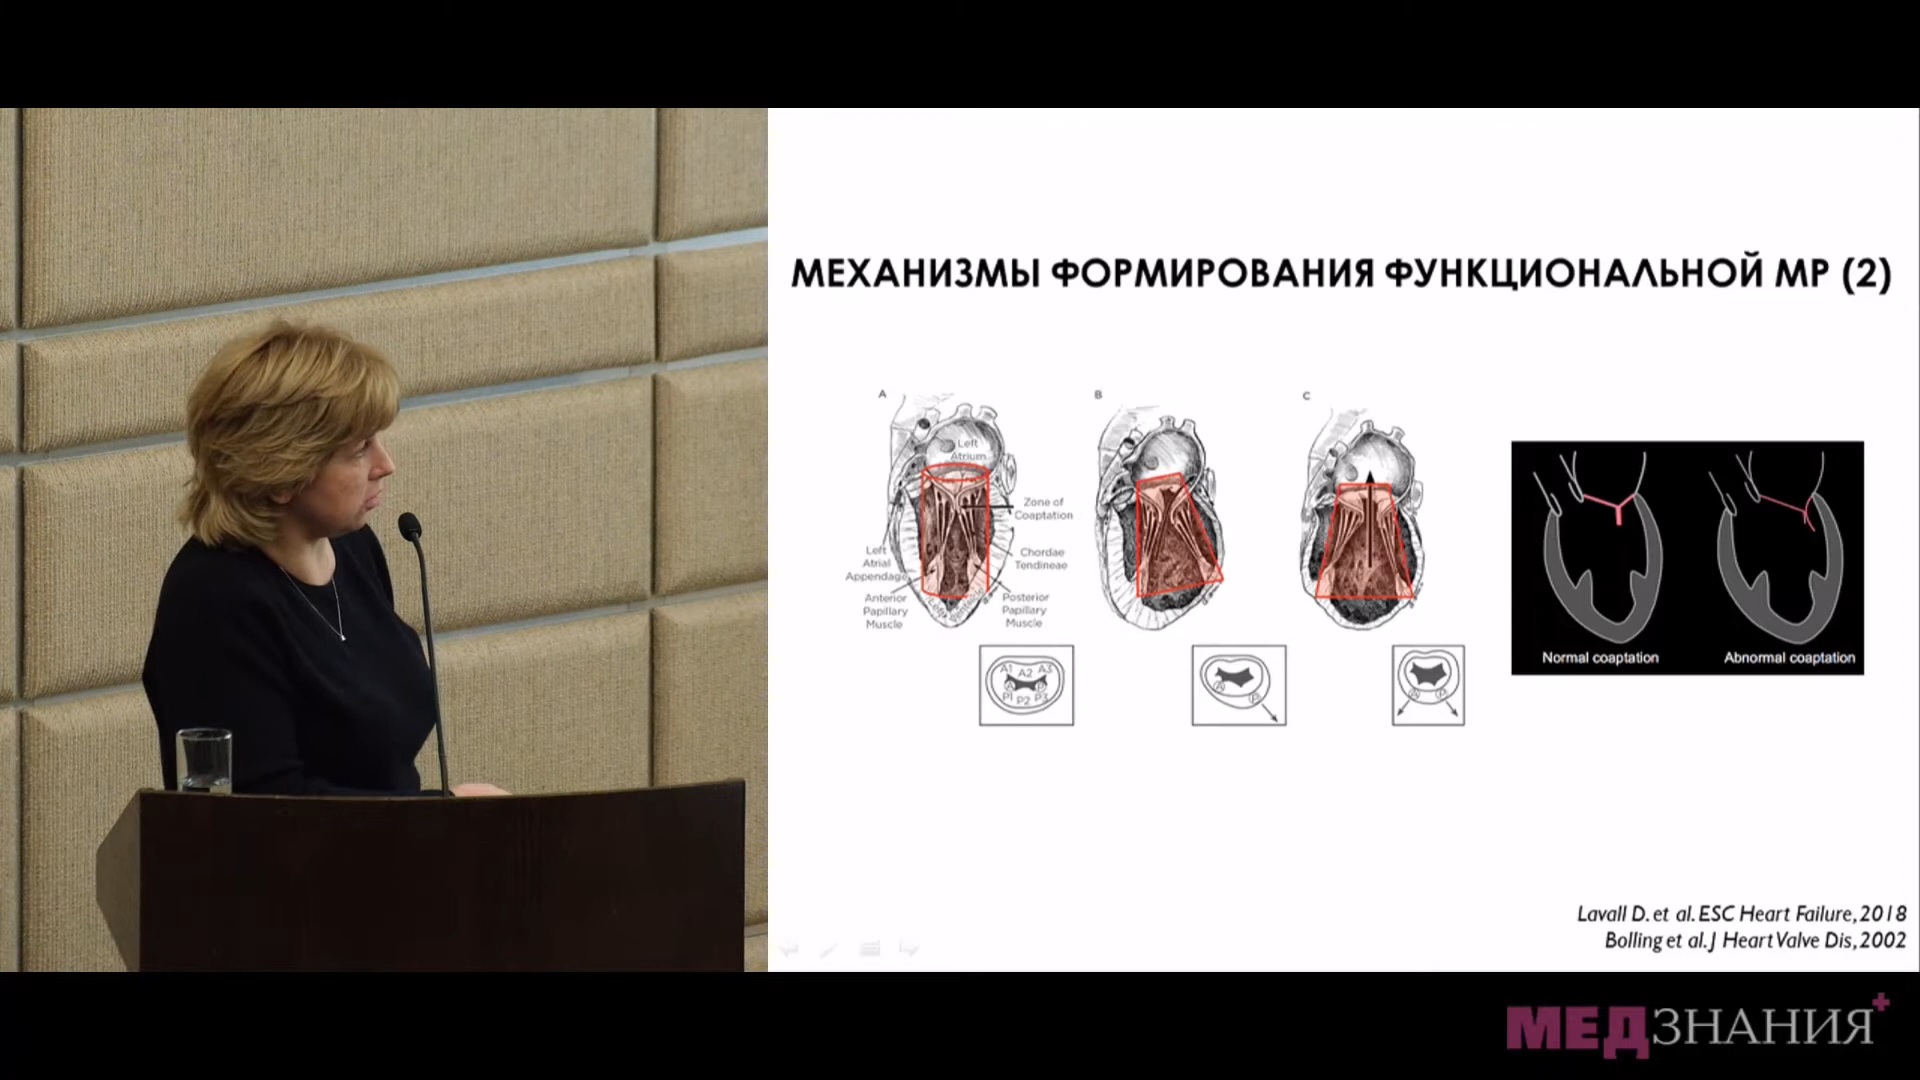 МЕХАНИЗМЫ ФОРМИРОВАНИЯ ФУНКЦИОНАЛЬНОЙ МР (2)
A
B
C
Left
Atrium
Zone of
Coaptation
Left
Atrial
Appendage
Chordae
Tendineae
Anterior
Papillary
Muscle
Left
Posterior
Papillary
Muscle
A1 A2 A3
A P
P1 P2 P3
A P
A P
Normal coaptation
Abnormal coaptation
Lavall D. et al. ESC Heart Failure, 2018
Bolling et al. J Heart Valve Dis, 2002
МЕДЗНАНИЯ+